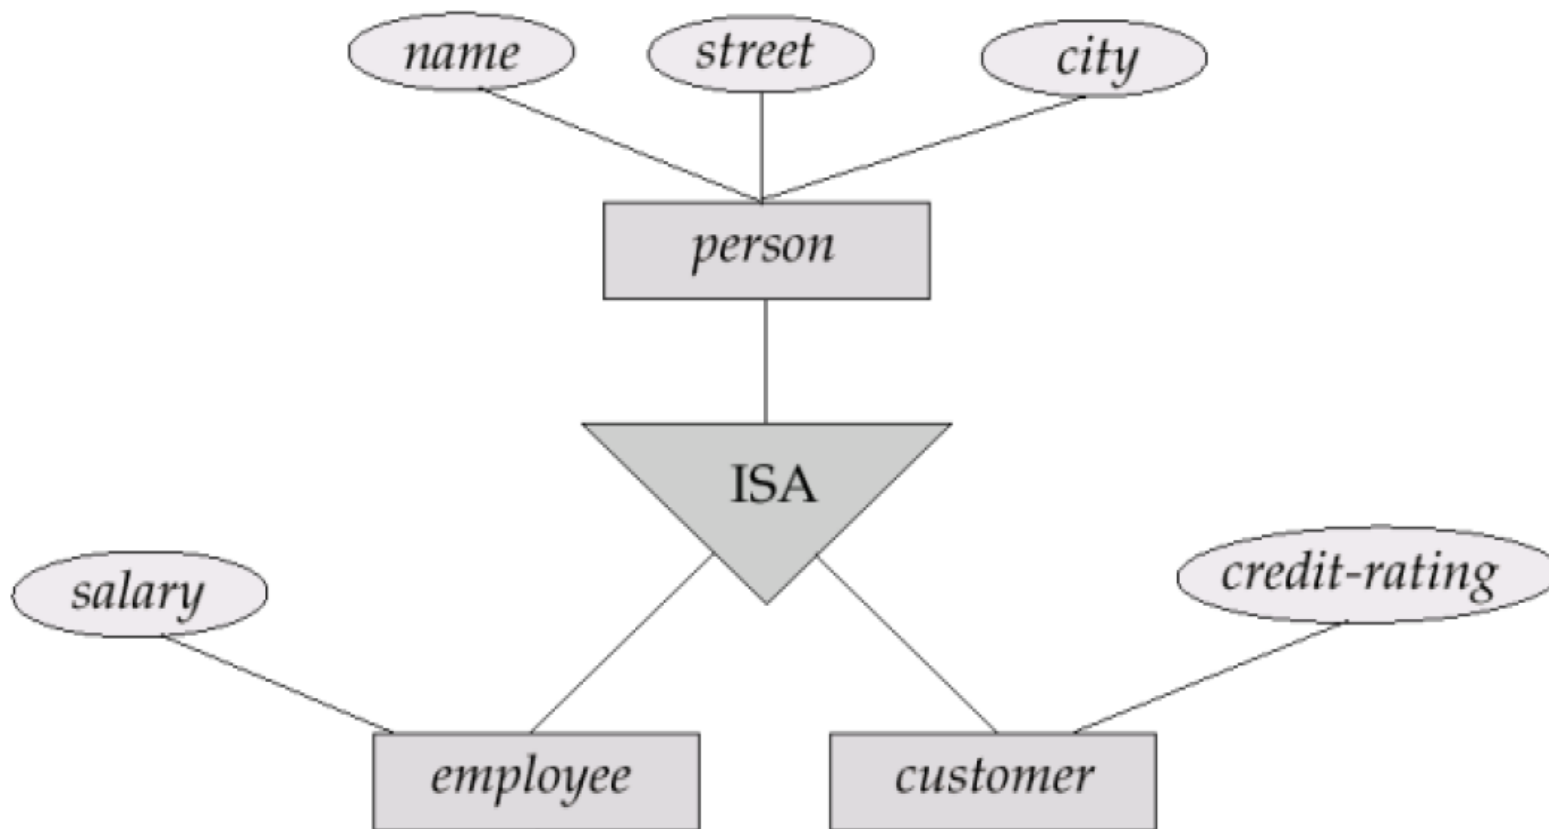 name
street
city
person
ISA
salary
credit-rating
employee
customer